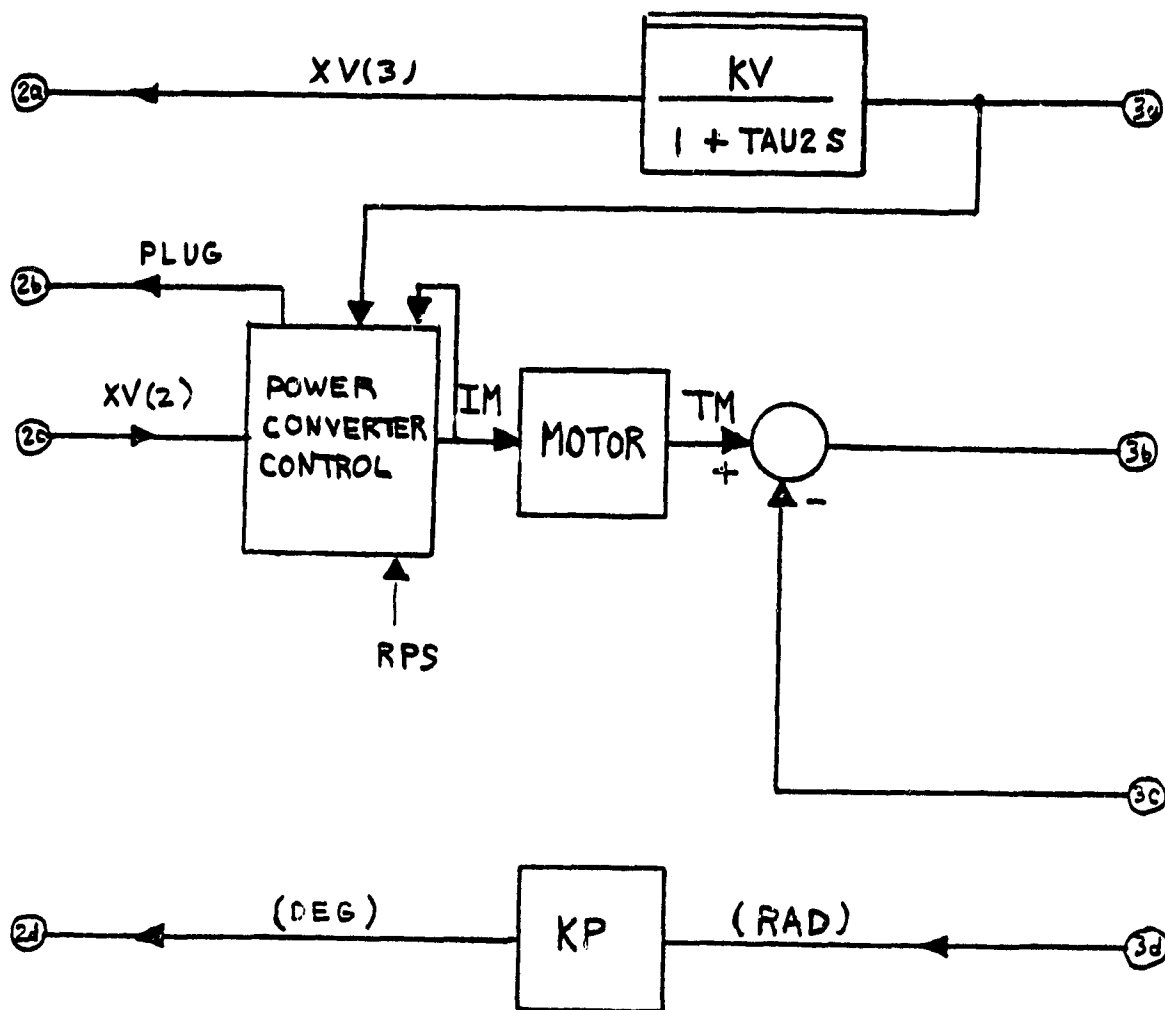 XV(3)
KV
1 + TAU2 S
2a
3a
PLUG
2b
XV(2)
2c
POWER
CONVERTER
CONTROL
IM
MOTOR
TM
+
-
3b
RPS
3c
(DEG)
KP
(RAD)
2d
3d